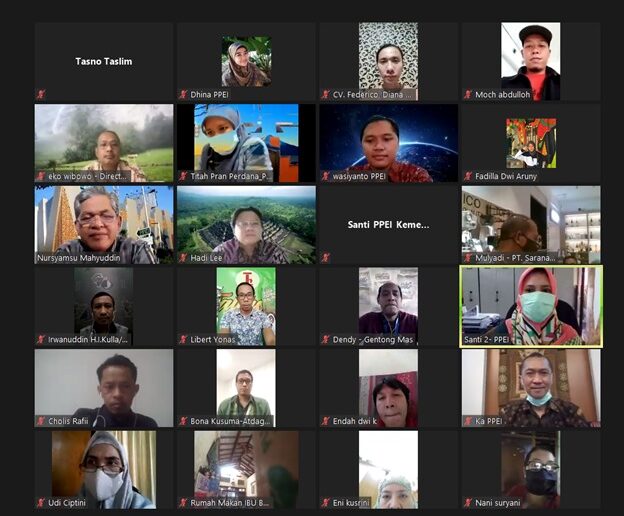 Tasno Taslim
Dhina PPEI
CV. Federico, Diana ...
Moch abdulloh
eko wibowo - Direct...
Titah Pran Perdana_P...
wasiyanto PPEI
Fadilla Dwi Aruny
Nursyamsu Mahyuddin
Hadi Lee
Santi PPEI Keme...
Mulyadi - PT. Sarana...
Irwanuddin H.I.Kulla/...
Libert Yonas
Dendy - Gentong Mas
Santi 2- PPEI
Cholis Rafii
Bona Kusuma-Atdag...
Endah dwi k
Ka PPEI
Udi Ciptini
Rumah Makan IBU B...
Eni kusrini
Nani suryani